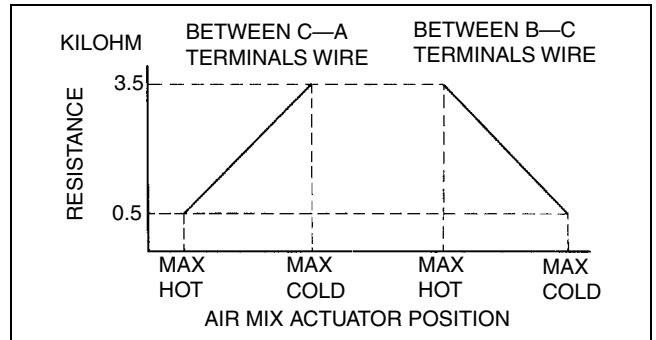 KILOHM
BETWEEN C—A
TERMINALS WIRE
BETWEEN B—C
TERMINALS WIRE
RESISTANCE
3.5
0.5
MAX
HOT
MAX
COLD
MAX
HOT
MAX
COLD
AIR MIX ACTUATOR POSITION